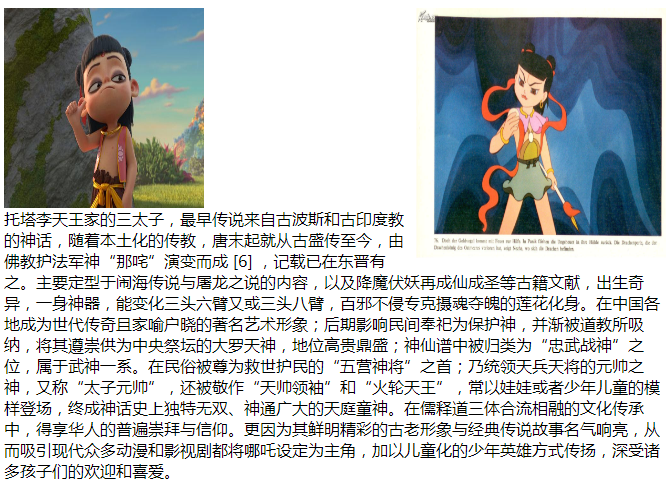 托塔李天王家的三太子，最早传说来自古波斯和古印度教
的神话，随着本土化的传教，唐末起就从古盛传至今，由
佛教护法军神“那咤”演变而成 [6] ，记载已在东晋有
之。主要定型于闹海传说与屠龙之说的内容，以及降魔伏妖再成仙成圣等古籍文献，出生奇
异，一身神器，能变化三头六臂又或三头八臂，百邪不侵专克摄魂夺魄的莲花化身。在中国各
地成为世代传奇且家喻户晓的著名艺术形象；后期影响民间奉祀为保护神，并渐被道教所吸
纳，将其遵崇供为中央祭坛的大罗天神，地位高贵鼎盛；神仙谱中被归类为“忠武战神”之
位，属于武神一系。在民俗被尊为救世护民的“五营神将”之首；乃统领天兵天将的元帅之
神，又称“太子元帅”，还被敬作“天帅领袖”和“火轮天王”，常以娃娃或者少年儿童的模
样登场，终成神话史上独特无双、神通广大的天庭童神。在儒释道三体合流相融的文化传承
中，得享华人的普遍崇拜与信仰。更因为其鲜明精彩的古老形象与经典传说故事名气响亮，从
而吸引现代众多动漫和影视剧都将哪吒设定为主角，加以儿童化的少年英雄方式传扬，深受诸
多孩子们的欢迎和喜爱。